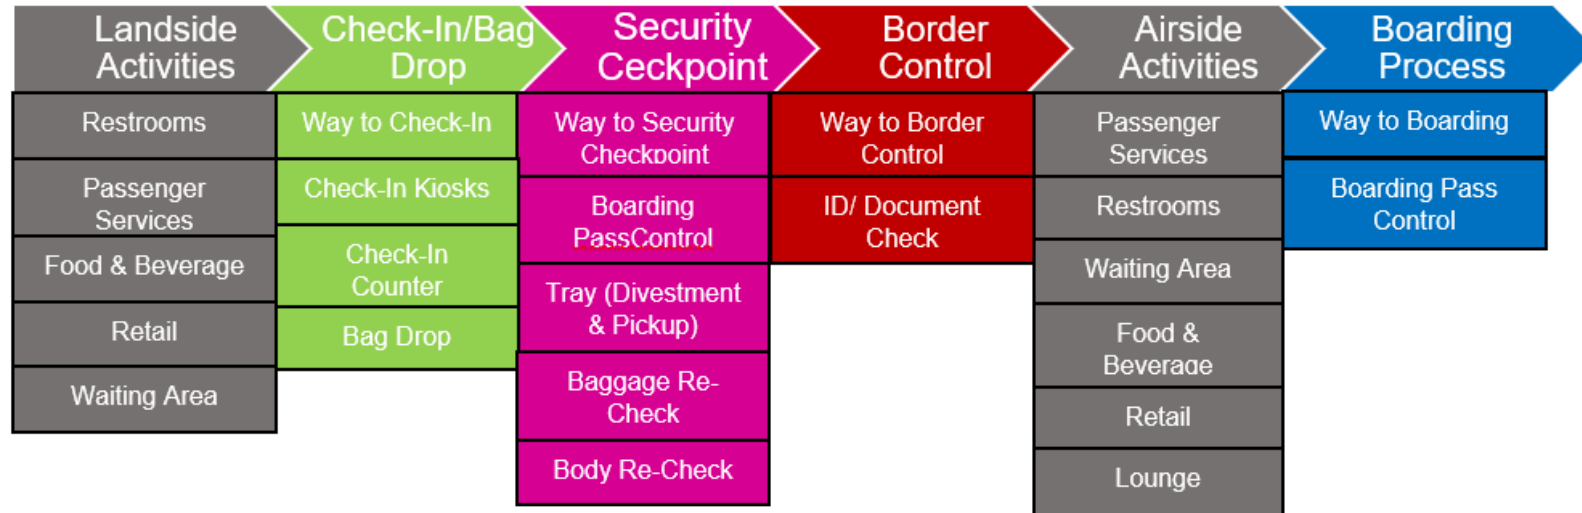 Landside
Activities
Check-In/Bag
Drop
Security
Ceckpoint
Border
Control
Airside
Activities
Boarding
Process
Restrooms
Passenger
Services
Food & Beverage
Retail
Waiting Area
Way to Check-In
Check-In Kiosks
Check-In
Counter
Bag Drop
Way to Security
Checkpoint
Boarding
PassControl
Tray (Divestment
& Pickup)
Baggage Re-
Check
Body Re-Check
Way to Border
Control
ID/ Document
Check
Passenger
Services
Restrooms
Waiting Area
Food &
Beverage
Retail
Lounge
Way to Boarding
Boarding Pass
Control